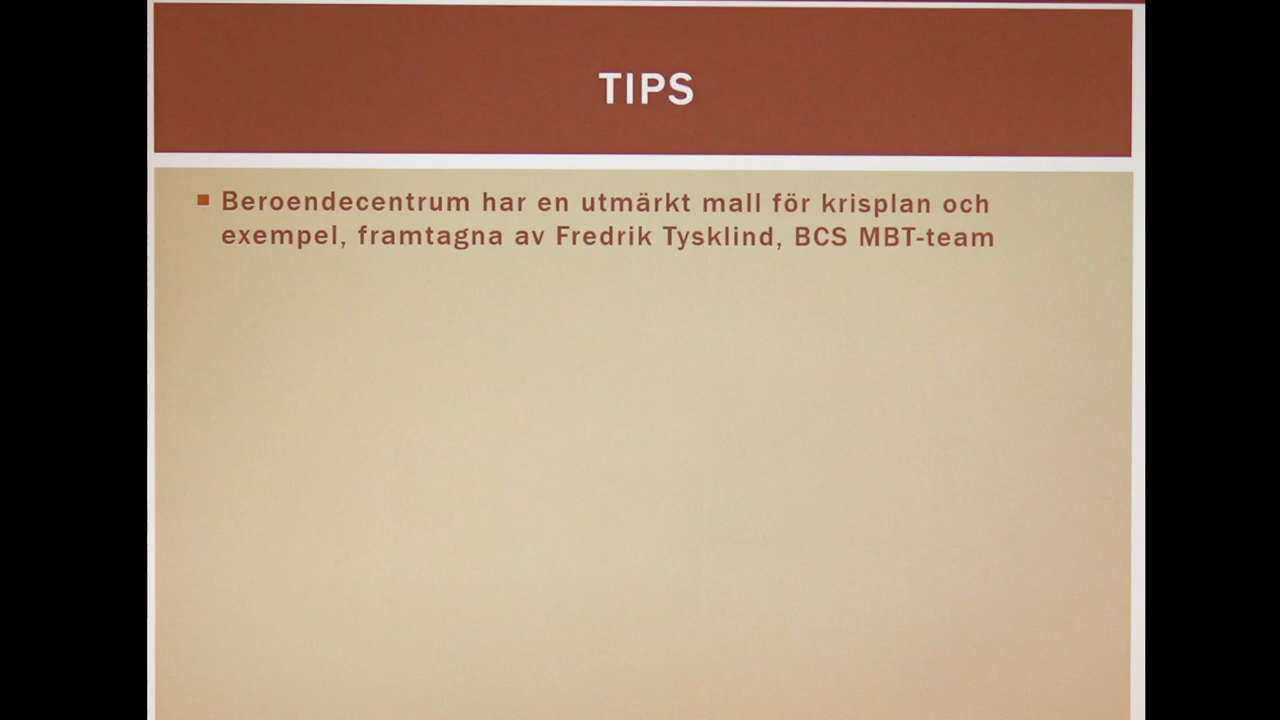 TIPS
Beroendecentrum har en utmärkt mall för krisplan och
exempel, framtagna av Fredrik Tysklind, BCS MBT-team